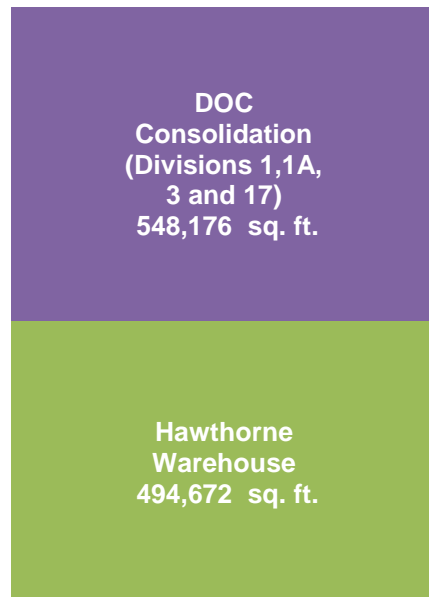 DOC
Consolidation
(Divisions 1,1A,
3 and 17)
548,176 sq. ft.
Hawthorne
Warehouse
494,672 sq. ft.